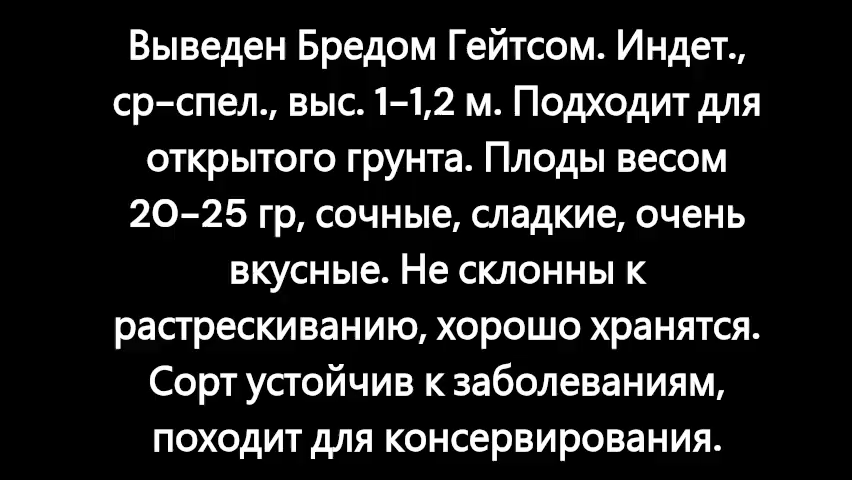 Выведен Бредом Гейтсом. Индет.,
ср-спел., выс. 1-1,2 м. Подходит для
открытого грунта. Плоды весом
20-25 гр, сочные, сладкие, очень
вкусные. Не склонны к
растрескиванию, хорошо хранятся.
Сорт устойчив к заболеваниям,
походит для консервирования.